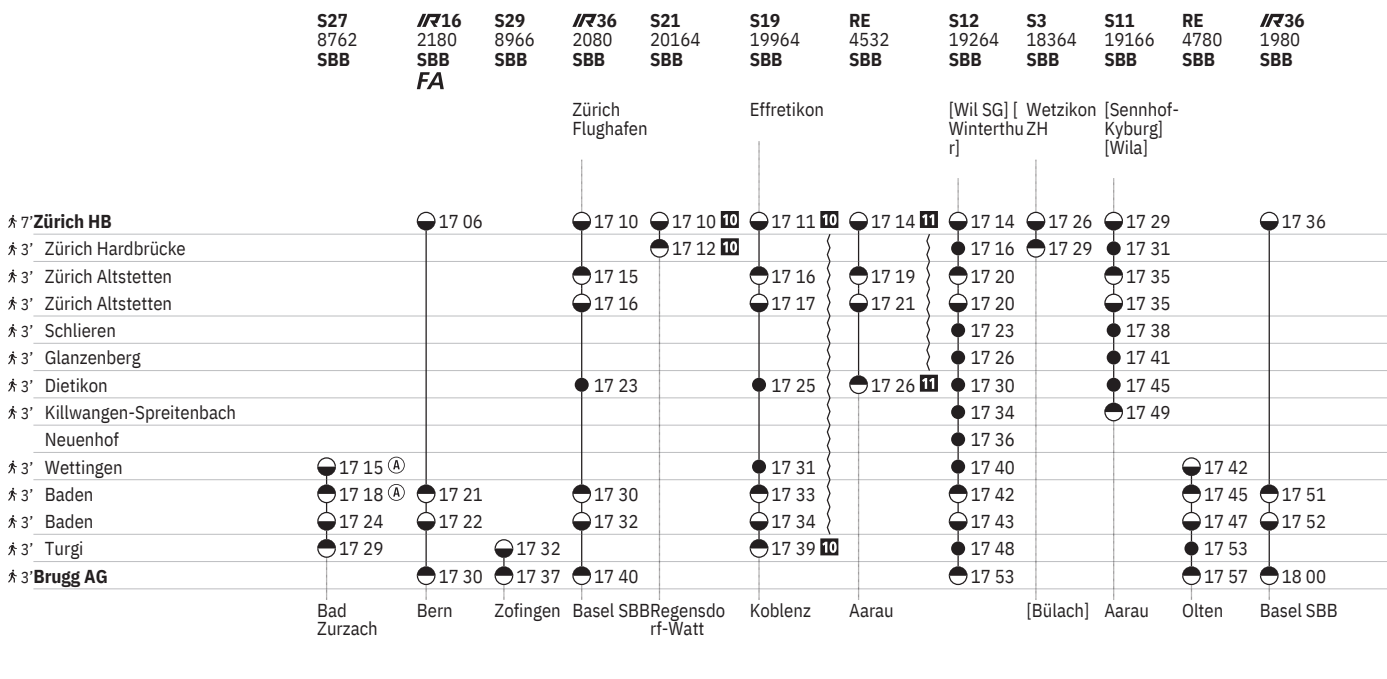 S27 IR16 S29 IR36 S21 S19 RE S12 S3 S11 RE IR36
8762 2180 8966 2080 20164 19964 4532 19264 18364 19166 4780 1980
SBB SBB SBB SBB SBB SBB SBB SBB SBB SBB SBB SBB
FA
Zürich Effretikon [Wil SG] [ Wetzikon [Sennhof-
Flughafen Winterthu ZH Kyburg]
r] [Wila]
7' Zürich HB 17 06 17 10 17 10 10 17 11 10 17 14 11 17 14 17 26 17 29 17 36
3' Zürich Hardbrücke 17 12 10 17 16 17 29 17 31
3' Zürich Altstetten 17 15 17 16 17 19 17 20 17 35
3' Zürich Altstetten 17 16 17 17 17 21 17 20 17 35
3' Schlieren 17 23 17 38
3' Glanzenberg 17 26 17 41
3' Dietikon 17 23 17 25 17 26 11 17 30 17 45
3' Killwangen-Spreitenbach 17 34 17 49
Neuenhof 17 36
3' Wettingen 17 15 A 17 31 17 40 17 42
3' Baden 17 18 A 17 21 17 30 17 33 17 42 17 45 17 51
3' Baden 17 24 17 22 17 32 17 34 17 43 17 47 17 52
3' Turgi 17 29 17 32 17 39 10 17 48 17 53
3' Brugg AG 17 30 17 37 17 40 17 53 17 57 18 00
Bad Bern Zofingen Basel SBB Regensdo Koblenz Aarau [Bülach] Aarau Olten Basel SBB
Zurzach rf-Watt